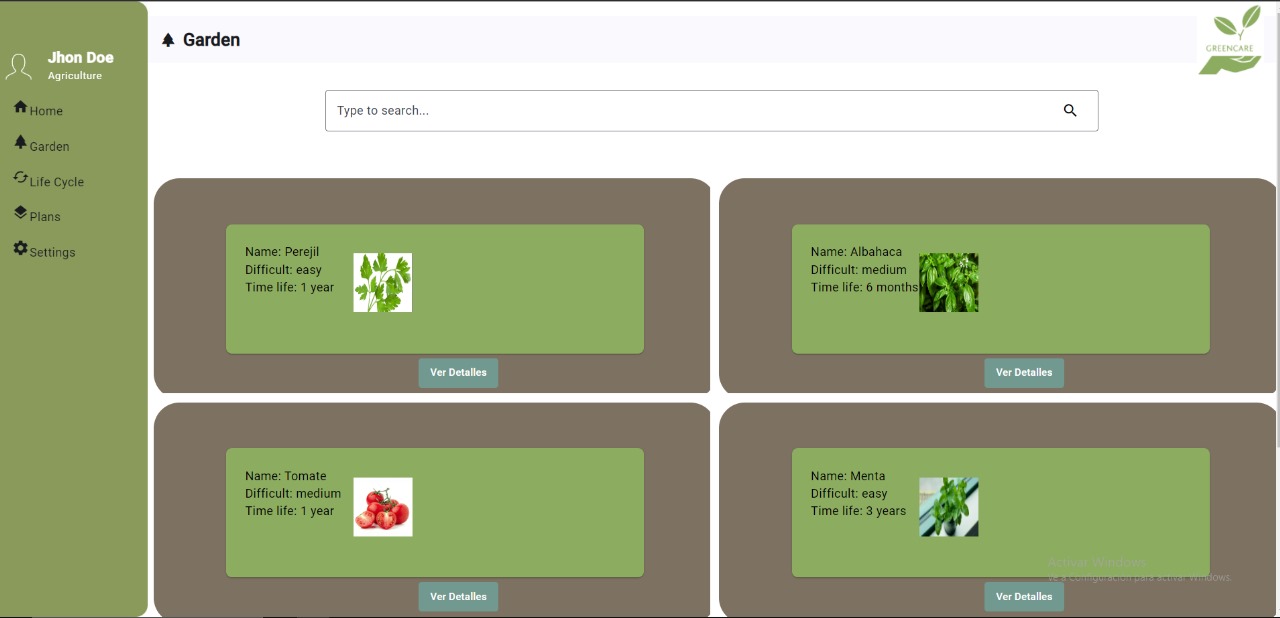 Jhon Doe
Agriculture
Home
Garden
Life Cycle
Plans
Settings
Garden
GREENCARE
Type to search...
Name: Perejil
Difficult: easy
Time life: 1 year
Ver Detalles
Name: Albahaca
Difficult: medium
Time life: 6 months
Ver Detalles
Name: Tomate
Difficult: medium
Time life: 1 year
Ver Detalles
Name: Menta
Difficult: easy
Time life: 3 years
Ver Detalles
Activar Windows
Ve a Configuración para activar Windows.